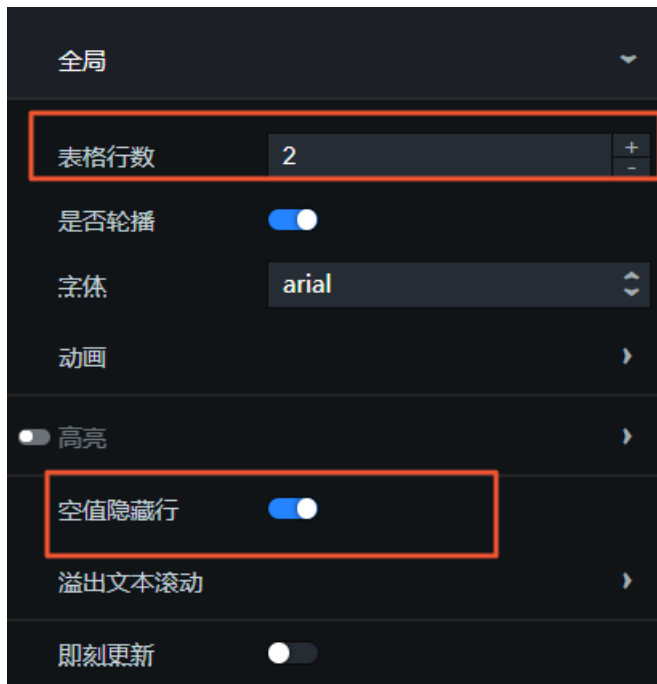 全局
表格行数 2 + -
是否轮播
字体 arial
动画
高亮
空值隐藏行
溢出文本滚动
即刻更新